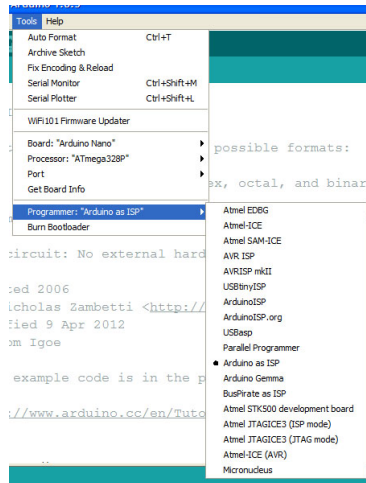 Tools Help
Auto Format Ctrl+T
Archive Sketch
Fix Encoding & Reload
Serial Monitor Ctrl+Shift+M
Serial Plotter Ctrl+Shift+L
WiFi101 Firmware Updater
Board: "Arduino Nano"
possible formats:
Processor: "ATmega328P"
Port
Get Board Info
ex, octal, and binar
Programmer: "Arduino as ISP"
Burn Bootloader
Atmel EDBG
Atmel-ICE
Atmel SAM-ICE
AVR ISP
AVRISP mkII
USBtinyISP
ArduinoISP
ArduinoISP.org
USBasp
Parallel Programmer
Arduino as ISP
Arduino Gemma
BusPirate as ISP
Atmel STK500 development board
Atmel JTAGICE3 (ISP mode)
Atmel JTAGICE3 (JTAG mode)
Atmel-ICE (AVR)
Micronucleus
circuit: No external hard
ted 2006
icholas Zambetti <http://
fied 9 Apr 2012
om Igoe
example code is in the p
://www.arduino.cc/en/Tuto